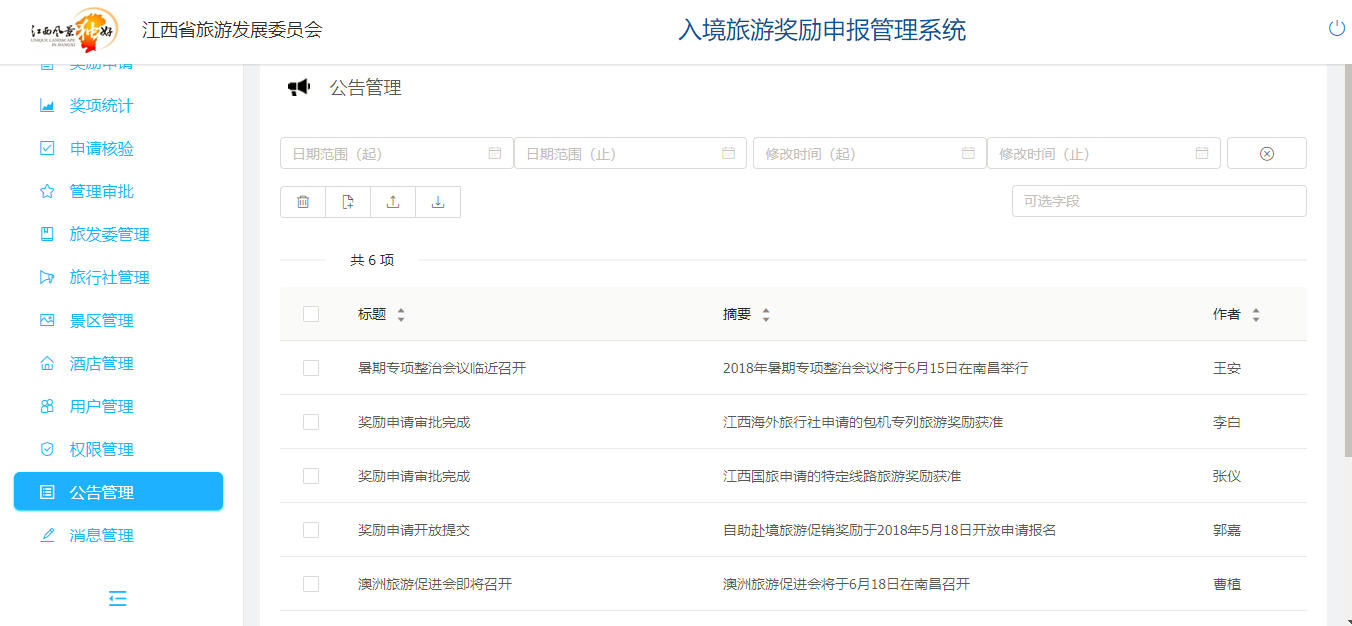 江西风景独好
UNIQUE LANDSCAPE
IN JIANGXI
江西省旅游发展委员会
入境旅游奖励申报管理系统
奖励申请
奖项统计
申请核验
管理审批
旅发委管理
旅行社管理
景区管理
酒店管理
用户管理
权限管理
公告管理
消息管理
公告管理
日期范围（起） 日期范围（止） 修改时间（起） 修改时间（止）
可选字段
共 6 项
标题 摘要 作者
暑期专项整治会议临近召开 2018年暑期专项整治会议将于6月15日在南昌举行 王安
奖励申请审批完成 江西海外旅行社申请的包机专列旅游奖励获准 李白
奖励申请审批完成 江西国旅申请的特定线路旅游奖励获准 张仪
奖励申请开放提交 自助赴境旅游促销奖励于2018年5月18日开放申请报名 郭嘉
澳洲旅游促进会即将召开 澳洲旅游促进会将于6月18日在南昌召开 曹植